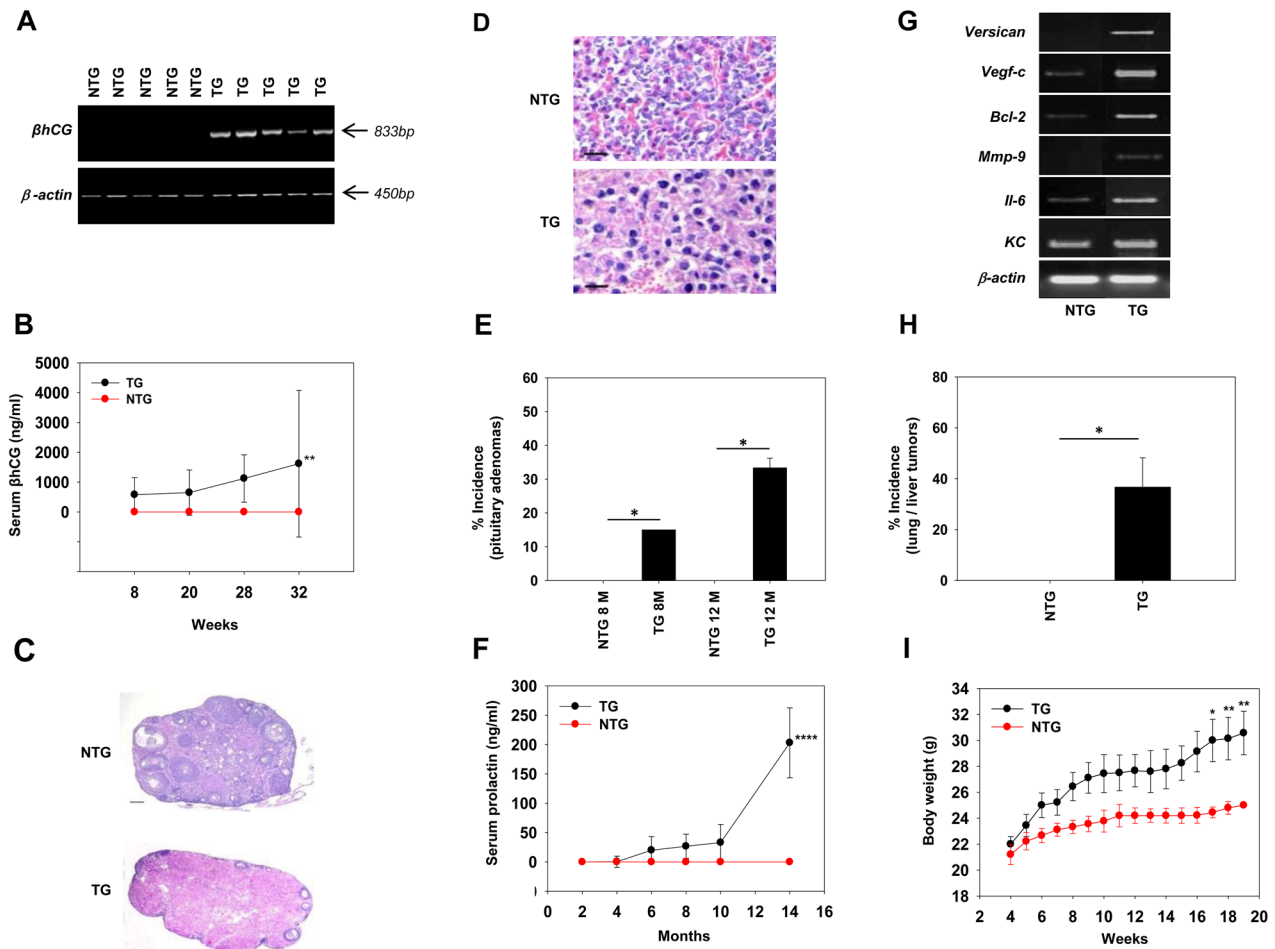 A
NTG NTG NTG NTG NTG TG TG TG TG TG
βhCG
833bp
β-actin
450bp
B
5000
4000
3000
2000
1000
0
Serum βhCG (ng/ml)
TG
NTG
**
8 20 28 32
Weeks
C
NTG
TG
D
NTG
TG
E
60
50
40
30
20
10
0
% Incidence
(pituitary adenomas)
*
*
NTG 8 M
TG 8M
NTG 12 M
TG 12 M
F
300
250
200
150
100
50
0
Serum prolactin (ng/ml)
TG
NTG
****
0 2 4 6 8 10 12 14 16
Months
G
Versican
Vegf-c
Bcl-2
Mmp-9
Il-6
KC
β-actin
NTG TG
H
80
60
40
20
0
% Incidence
(lung / liver tumors)
*
NTG
TG
I
34
32
30
28
26
24
22
20
18
Body weight (g)
TG
NTG
* ** **
2 4 6 8 10 12 14 16 18 20
Weeks